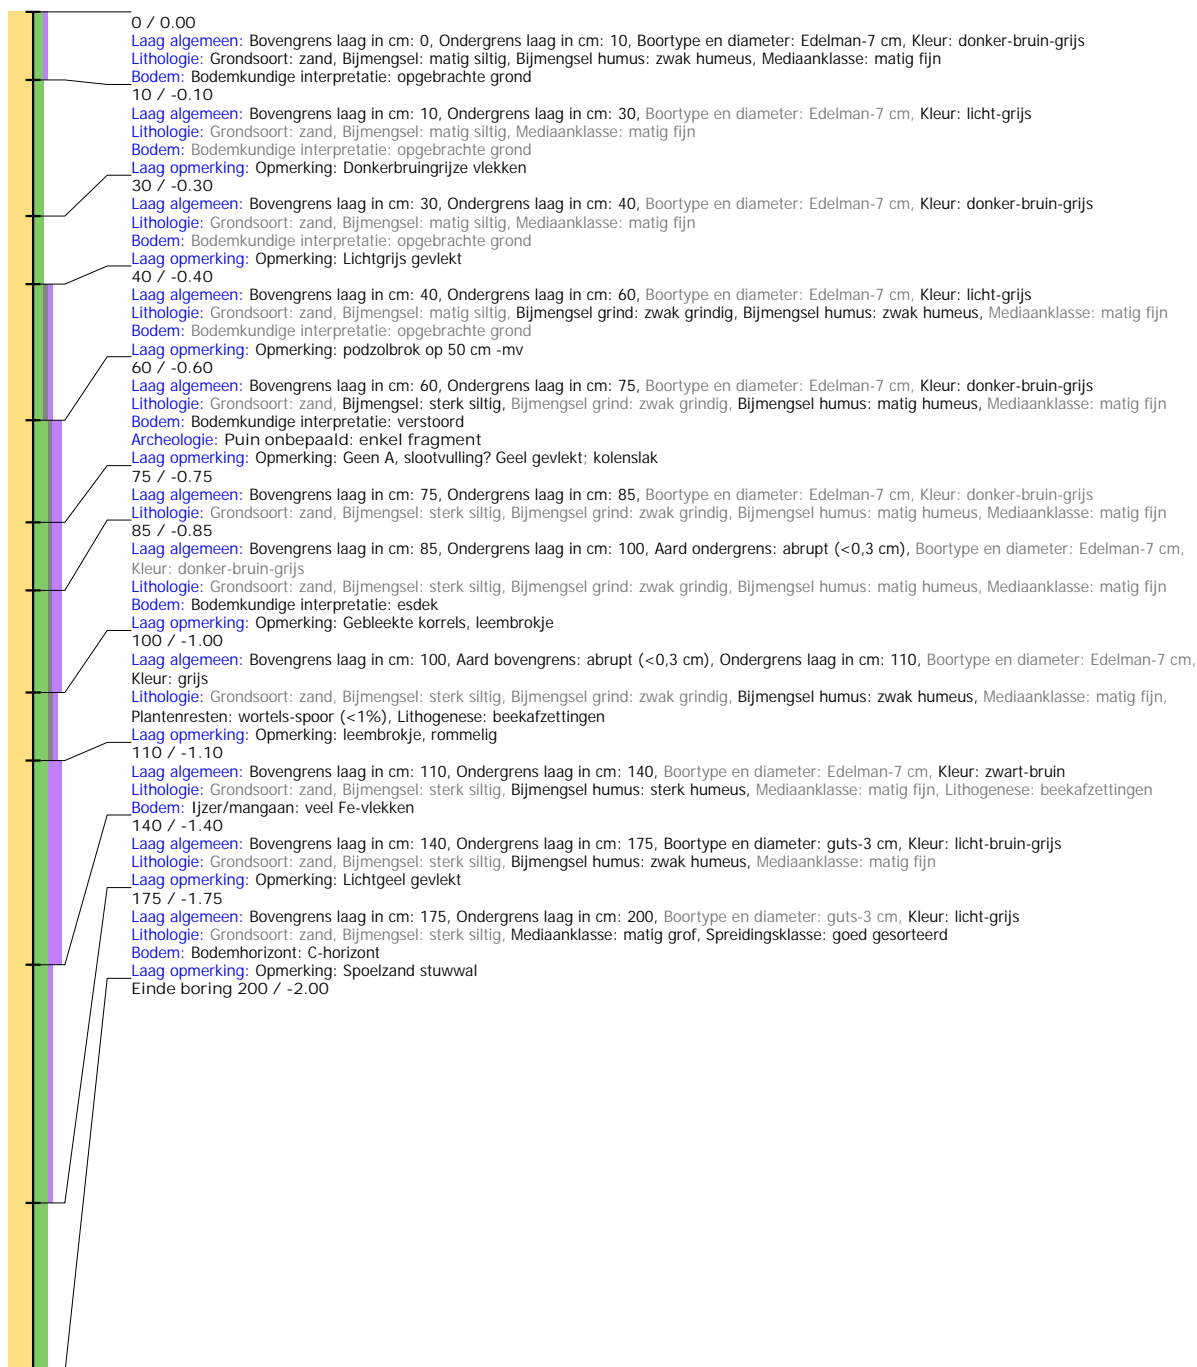 0 / 0.00
Laag algemeen: Bovengrens laag in cm: 0, Ondergrens laag in cm: 10, Boortype en diameter: Edelman-7 cm, Kleur: donker-bruin-grijs
Lithologie: Grondsoort: zand, Bijmengsel: matig siltig, Bijmengsel humus: zwak humeus, Mediaanklasse: matig fijn
Bodem: Bodemkundige interpretatie: opgebrachte grond
10 / -0.10
Laag algemeen: Bovengrens laag in cm: 10, Ondergrens laag in cm: 30, Boortype en diameter: Edelman-7 cm, Kleur: licht-grijs
Lithologie: Grondsoort: zand, Bijmengsel: matig siltig, Mediaanklasse: matig fijn
Bodem: Bodemkundige interpretatie: opgebrachte grond
Laag opmerking: Opmerking: Donkerbruingrijze vlekken
30 / -0.30
Laag algemeen: Bovengrens laag in cm: 30, Ondergrens laag in cm: 40, Boortype en diameter: Edelman-7 cm, Kleur: donker-bruin-grijs
Lithologie: Grondsoort: zand, Bijmengsel: matig siltig, Mediaanklasse: matig fijn
Bodem: Bodemkundige interpretatie: opgebrachte grond
Laag opmerking: Opmerking: Lichtgrijs gevlekt
40 / -0.40
Laag algemeen: Bovengrens laag in cm: 40, Ondergrens laag in cm: 60, Boortype en diameter: Edelman-7 cm, Kleur: licht-grijs
Lithologie: Grondsoort: zand, Bijmengsel: matig siltig, Bijmengsel grind: zwak grindig, Bijmengsel humus: zwak humeus, Mediaanklasse: matig fijn
Bodem: Bodemkundige interpretatie: opgebrachte grond
Laag opmerking: Opmerking: podzolbrok op 50 cm -mv
60 / -0.60
Laag algemeen: Bovengrens laag in cm: 60, Ondergrens laag in cm: 75, Boortype en diameter: Edelman-7 cm, Kleur: donker-bruin-grijs
Lithologie: Grondsoort: zand, Bijmengsel: sterk siltig, Bijmengsel grind: zwak grindig, Bijmengsel humus: matig humeus, Mediaanklasse: matig fijn
Bodem: Bodemkundige interpretatie: verstoord
Archeologie: Puin onbepaald: enkel fragment
Laag opmerking: Opmerking: Geen A, slootvulling? Geel gevlekt; kolenslak
75 / -0.75
Laag algemeen: Bovengrens laag in cm: 75, Ondergrens laag in cm: 85, Boortype en diameter: Edelman-7 cm, Kleur: donker-bruin-grijs
Lithologie: Grondsoort: zand, Bijmengsel: sterk siltig, Bijmengsel grind: zwak grindig, Bijmengsel humus: matig humeus, Mediaanklasse: matig fijn
85 / -0.85
Laag algemeen: Bovengrens laag in cm: 85, Ondergrens laag in cm: 100, Aard ondergrens: abrupt (<0,3 cm), Boortype en diameter: Edelman-7 cm,
Kleur: donker-bruin-grijs
Lithologie: Grondsoort: zand, Bijmengsel: sterk siltig, Bijmengsel grind: zwak grindig, Bijmengsel humus: matig humeus, Mediaanklasse: matig fijn
Bodem: Bodemkundige interpretatie: esdek
Laag opmerking: Opmerking: Gebleekte korrels, leembrokje
100 / -1.00
Laag algemeen: Bovengrens laag in cm: 100, Aard bovengrens: abrupt (<0,3 cm), Ondergrens laag in cm: 110, Boortype en diameter: Edelman-7 cm,
Kleur: grijs
Lithologie: Grondsoort: zand, Bijmengsel: sterk siltig, Bijmengsel grind: zwak grindig, Bijmengsel humus: zwak humeus, Mediaanklasse: matig fijn,
Plantenresten: wortels-spoor (<1%), Lithogenese: beekafzettingen
Laag opmerking: Opmerking: leembrokje, rommelig
110 / -1.10
Laag algemeen: Bovengrens laag in cm: 110, Ondergrens laag in cm: 140, Boortype en diameter: Edelman-7 cm, Kleur: zwart-bruin
Lithologie: Grondsoort: zand, Bijmengsel: sterk siltig, Bijmengsel humus: sterk humeus, Mediaanklasse: matig fijn, Lithogenese: beekafzettingen
Bodem: Ijzer/mangaan: veel Fe-vlekken
140 / -1.40
Laag algemeen: Bovengrens laag in cm: 140, Ondergrens laag in cm: 175, Boortype en diameter: guts-3 cm, Kleur: licht-bruin-grijs
Lithologie: Grondsoort: zand, Bijmengsel: sterk siltig, Bijmengsel humus: zwak humeus, Mediaanklasse: matig fijn
Laag opmerking: Opmerking: Lichtgeel gevlekt
175 / -1.75
Laag algemeen: Bovengrens laag in cm: 175, Ondergrens laag in cm: 200, Boortype en diameter: guts-3 cm, Kleur: licht-grijs
Lithologie: Grondsoort: zand, Bijmengsel: sterk siltig, Mediaanklasse: matig grof, Spreidingsklasse: goed gesorteerd
Bodem: Bodemhorizont: C-horizont
Laag opmerking: Opmerking: Spoelzand stuwwal
Einde boring 200 / -2.00